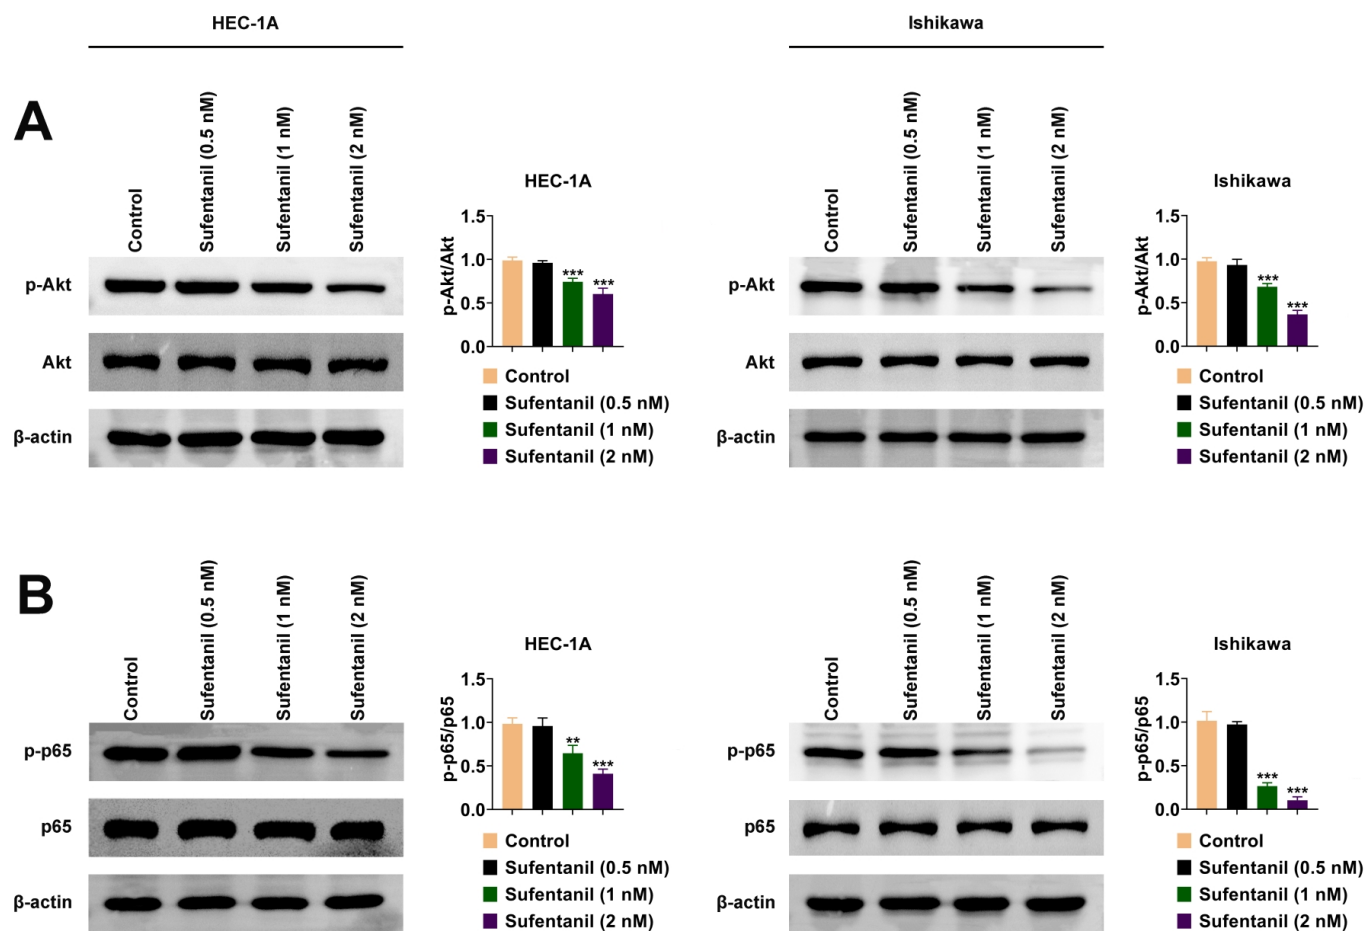 HEC-1A
Ishikawa
A
Control
Sufentanil (0.5 nM)
Sufentanil (1 nM)
Sufentanil (2 nM)
p-Akt
Akt
β-actin
HEC-1A
p-Akt/Akt
1.5
1.0
0.5
0.0
***
***
Control
Sufentanil (0.5 nM)
Sufentanil (1 nM)
Sufentanil (2 nM)
Control
Sufentanil (0.5 nM)
Sufentanil (1 nM)
Sufentanil (2 nM)
p-Akt
Akt
β-actin
Ishikawa
p-Akt/Akt
1.5
1.0
0.5
0.0
***
***
Control
Sufentanil (0.5 nM)
Sufentanil (1 nM)
Sufentanil (2 nM)
B
Control
Sufentanil (0.5 nM)
Sufentanil (1 nM)
Sufentanil (2 nM)
p-p65
p65
β-actin
HEC-1A
p-p65/p65
1.5
1.0
0.5
0.0
**
***
Control
Sufentanil (0.5 nM)
Sufentanil (1 nM)
Sufentanil (2 nM)
Control
Sufentanil (0.5 nM)
Sufentanil (1 nM)
Sufentanil (2 nM)
p-p65
p65
β-actin
Ishikawa
p-p65/p65
1.5
1.0
0.5
0.0
***
***
Control
Sufentanil (0.5 nM)
Sufentanil (1 nM)
Sufentanil (2 nM)